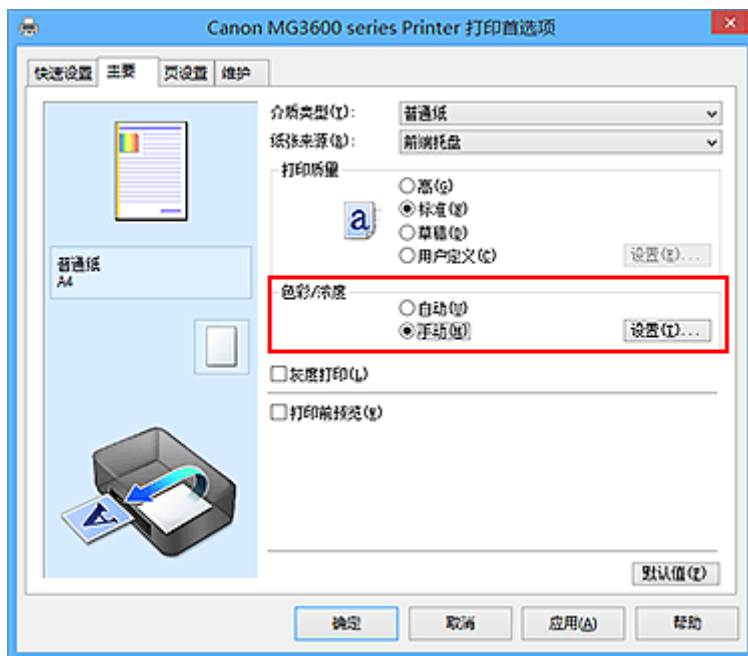 Canon MG3600 series Printer 打印首选项
快速设置 主要 页设置 维护
介质类型(Y): 普通纸
纸张来源(R): 前端托盘
打印质量
高(G)
标准(N)
草稿(D)
用户定义(C) 设置(E)...
普通纸
A4
色彩/浓度
自动(U)
手动(M) 设置(T)...
灰度打印(L)
打印前预览(V)
默认值(F)
确定 取消 应用(A) 帮助